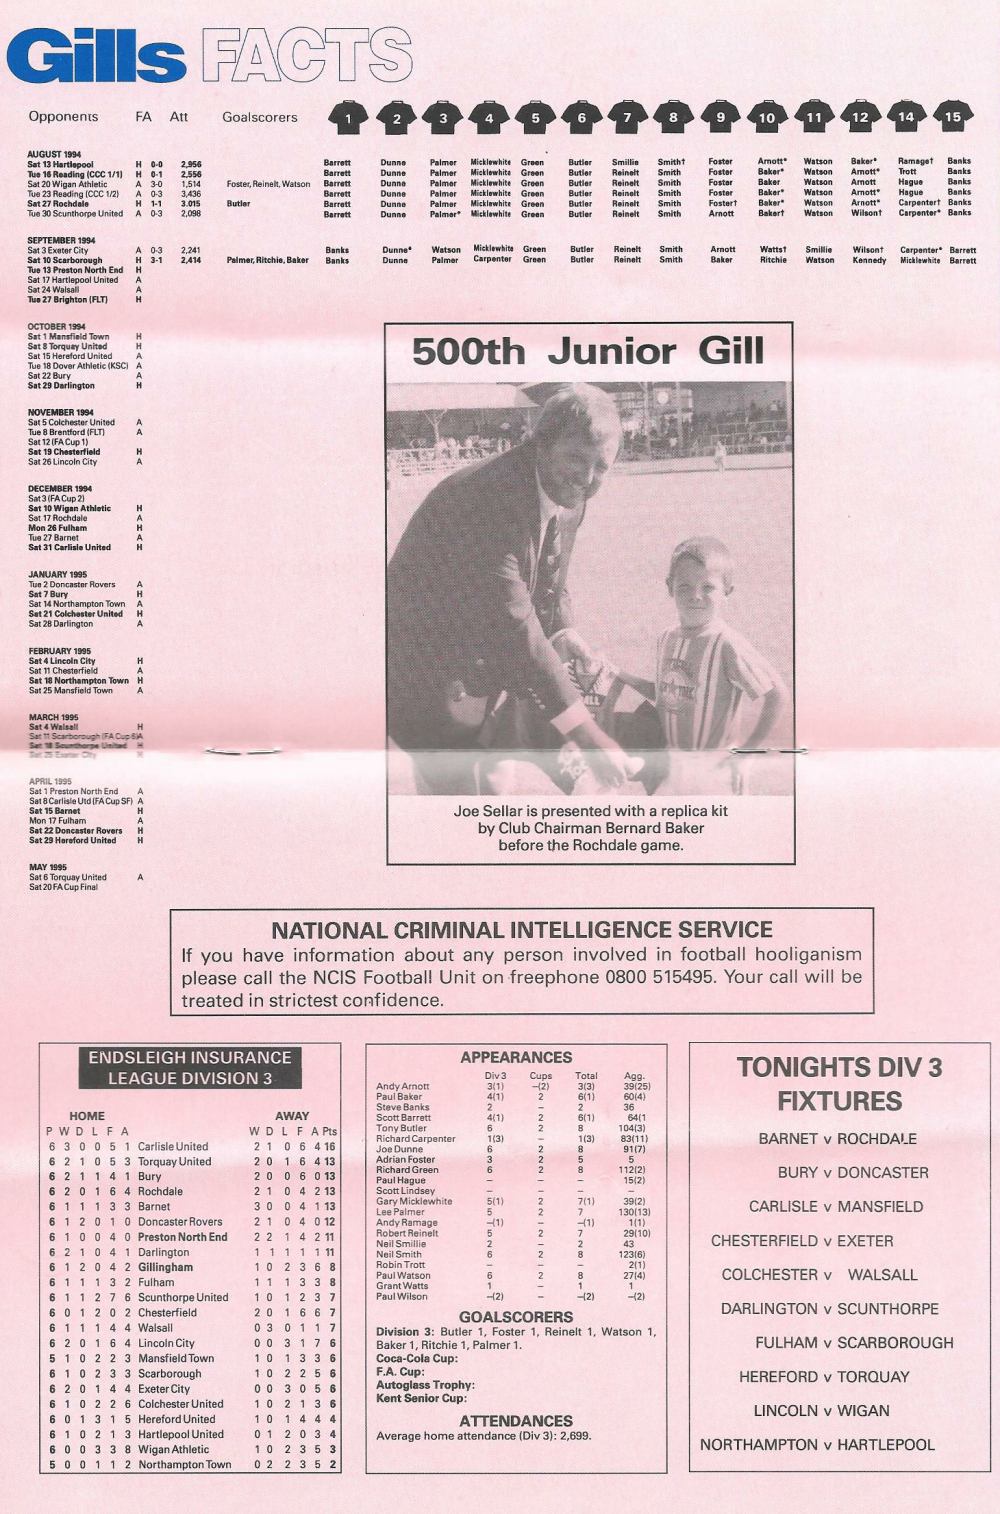 Gills FACTS
Opponents FA Att Goalscorers 1 2 3 4 5 6 7 8 9 10 11 12 14 15
AUGUST 1994
Sat 13 Hartlepool H 0-0 2,956 Barrett Dunne Palmer Micklewhite Green Butler Smillie Smith† Foster Arnott* Watson Baker* Ramage† Banks
Tue 16 Reading (CCC 1/1) H 0-1 2,556 Barrett Dunne Palmer Micklewhite Green Butler Reinelt Smith Foster Baker* Watson Arnott* Trott Banks
Sat 20 Wigan Athletic A 3-0 1,514 Foster, Reinelt, Watson Barrett Dunne Palmer Micklewhite Green Butler Reinelt Smith Foster Baker Watson Arnott Hague Banks
Tue 23 Reading (CCC 1/2) A 0-3 3,436 Barrett Dunne Palmer Micklewhite Green Butler Reinelt Smith Foster Baker* Watson Arnott* Hague Banks
Sat 27 Rochdale H 1-1 3.015 Butler Barrett Dunne Palmer Micklewhite Green Butler Reinelt Smith Foster† Baker* Watson Arnott* Carpenter† Banks
Tue 30 Scunthorpe United A 0-3 2,098 Barrett Dunne Palmer* Micklewhite Green Butler Reinelt Smith Arnott Baker† Watson Wilson† Carpenter* Banks
SEPTEMBER 1994
Sat 3 Exeter City A 0-3 2,241 Banks Dunne* Watson Micklewhite Green Butler Reinelt Smith Arnott Watts† Smillie Wilson† Carpenter* Barrett
Sat 10 Scarborough H 3-1 2,414 Palmer, Ritchie, Baker Banks Dunne Palmer Carpenter Green Butler Reinelt Smith Baker Ritchie Watson Kennedy Micklewhite Barrett
Tue 13 Preston North End H
Sat 17 Hartlepool United A
Sat 24 Walsall A
Tue 27 Brighton (FLT) H
OCTOBER 1994
Sat 1 Mansfield Town H
Sat 8 Torquay United H
Sat 15 Hereford United A
Tue 18 Dover Athletic (KSC) A
Sat 22 Bury A
Sat 29 Darlington H
NOVEMBER 1994
Sat 5 Colchester United A
Tue 8 Brentford (FLT) A
Sat 12 (FA Cup 1)
Sat 19 Chesterfield H
Sat 26 Lincoln City A
DECEMBER 1994
Sat 3 (FA Cup 2)
Sat 10 Wigan Athletic H
Sat 17 Rochdale A
Mon 26 Fulham H
Tue 27 Barnet A
Sat 31 Carlisle United H
JANUARY 1995
Tue 2 Doncaster Rovers A
Sat 7 Bury H
Sat 14 Northampton Town A
Sat 21 Colchester United H
Sat 28 Darlington A
FEBRUARY 1995
Sat 4 Lincoln City H
Sat 11 Chesterfield A
Sat 18 Northampton Town H
Sat 25 Mansfield Town A
MARCH 1995
Sat 4 Walsall H
Sat 11 Scarborough (FA Cup 6) A
Sat 18 Scunthorpe United H
Sat 25 Exeter City H
APRIL 1995
Sat 1 Preston North End A
Sat 8 Carlisle Utd (FA Cup SF) A
Sat 15 Barnet H
Mon 17 Fulham A
Sat 22 Doncaster Rovers H
Sat 29 Hereford United H
MAY 1995
Sat 6 Torquay United A
Sat 20 FA Cup Final
500th Junior Gill
Joe Sellar is presented with a replica kit
by Club Chairman Bernard Baker
before the Rochdale game.
NATIONAL CRIMINAL INTELLIGENCE SERVICE
If you have information about any person involved in football hooliganism
please call the NCIS Football Unit on freephone 0800 515495. Your call will be
treated in strictest confidence.
ENDSLEIGH INSURANCE
LEAGUE DIVISION 3
HOME AWAY
P W D L F A W D L F A Pts
6 3 0 0 5 1 Carlisle United 2 1 0 6 4 16
6 2 1 0 5 3 Torquay United 2 0 1 6 4 13
6 2 1 1 4 1 Bury 2 0 0 6 0 13
6 2 0 1 6 4 Rochdale 2 1 0 4 2 13
6 1 1 1 3 3 Barnet 3 0 0 4 1 13
6 1 2 0 1 0 Doncaster Rovers 2 1 0 4 0 12
6 1 0 0 4 0 Preston North End 2 2 1 4 2 11
6 2 1 0 4 1 Darlington 1 1 1 1 1 11
6 1 2 0 4 2 Gillingham 1 0 2 3 6 8
6 1 1 1 3 2 Fulham 1 1 1 3 3 8
6 1 1 2 7 6 Scunthorpe United 1 0 1 2 3 7
6 0 1 2 0 2 Chesterfield 2 0 1 6 6 7
6 1 1 1 4 4 Walsall 0 3 0 1 1 7
6 2 0 1 6 4 Lincoln City 0 0 3 1 7 6
5 1 0 2 2 3 Mansfield Town 1 0 1 3 3 6
6 1 0 2 3 3 Scarborough 1 0 2 2 5 6
6 2 0 1 4 4 Exeter City 0 0 3 0 5 6
6 1 0 2 2 6 Colchester United 1 0 2 1 3 6
6 0 1 3 1 5 Hereford United 1 0 1 4 4 4
6 1 0 2 1 3 Hartlepool United 0 1 2 0 3 4
6 0 0 3 3 8 Wigan Athletic 1 0 2 3 5 3
5 0 0 1 1 2 Northampton Town 0 2 2 3 5 2
APPEARANCES
Div 3 Cups Total Agg.
Andy Arnott 3(1) –(2) 3(3) 39(25)
Paul Baker 4(1) 2 6(1) 60(4)
Steve Banks 2 – 2 36
Scott Barrett 4(1) 2 6(1) 64(1
Tony Butler 6 2 8 104(3)
Richard Carpenter 1(3) – 1(3) 83(11)
Joe Dunne 6 2 8 91(7)
Adrian Foster 3 2 5 5
Richard Green 6 2 8 112(2)
Paul Hague – – – 15(2)
Scott Lindsey – – – –
Gary Micklewhite 5(1) 2 7(1) 39(2)
Lee Palmer 5 2 7 130(13)
Andy Ramage –(1) – –(1) 1(1)
Robert Reinelt 5 2 7 29(10)
Neil Smillie 2 – 2 43
Neil Smith 6 2 8 123(6)
Robin Trott – – – 2(1)
Paul Watson 6 2 8 27(4)
Grant Watts 1 – 1 1
Paul Wilson –(2) –(2) –(2)
GOALSCORERS
Division 3: Butler 1, Foster 1, Reinelt 1, Watson 1,
Baker 1, Ritchie 1, Palmer 1.
Coca-Cola Cup:
F.A. Cup:
Autoglass Trophy:
Kent Senior Cup:
ATTENDANCES
Average home attendance (Div 3): 2,699.
TONIGHTS DIV 3
FIXTURES
BARNET v ROCHDALE
BURY v DONCASTER
CARLISLE v MANSFIELD
CHESTERFIELD v EXETER
COLCHESTER v WALSALL
DARLINGTON v SCUNTHORPE
FULHAM v SCARBOROUGH
HEREFORD v TORQUAY
LINCOLN v WIGAN
NORTHAMPTON v HARTLEPOOL